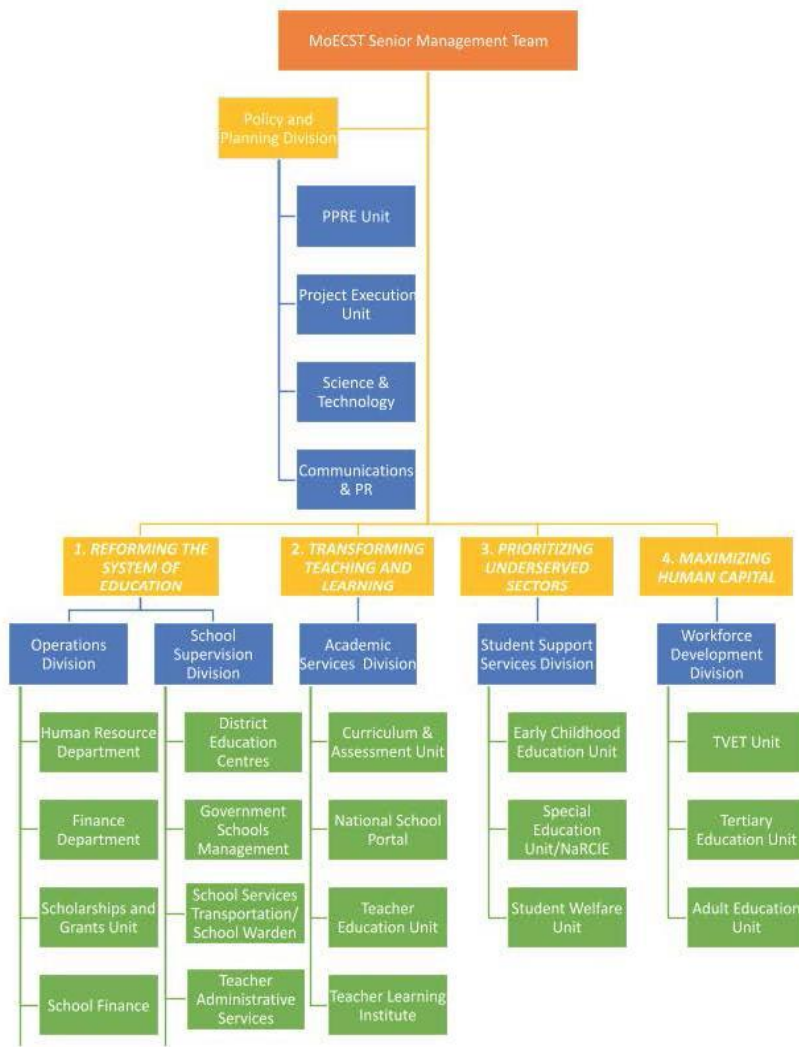 MoECST Senior Management Team
Policy and
Planning Division
PPRE Unit
Project Execution
Unit
Science &
Technology
Communications
& PR
1. REFORMING THE
SYSTEM OF
EDUCATION
2. TRANSFORMING
TEACHING AND
LEARNING
3. PRIORITIZING
UNDERSERVED
SECTORS
4. MAXIMIZING
HUMAN CAPITAL
Operations
Division
School
Supervision
Division
Academic
Services Division
Student Support
Services Division
Workforce
Development
Division
Human Resource
Department
District
Education
Centres
Curriculum &
Assessment Unit
Early Childhood
Education Unit
TVET Unit
Finance
Department
Government
Schools
Management
National School
Portal
Special
Education
Unit/NaRCIE
Tertiary
Education Unit
Scholarships and
Grants Unit
School Services
Transportation/
School Warden
Teacher
Education Unit
Student Welfare
Unit
Adult Education
Unit
School Finance
Teacher
Administrative
Services
Teacher Learning
Institute